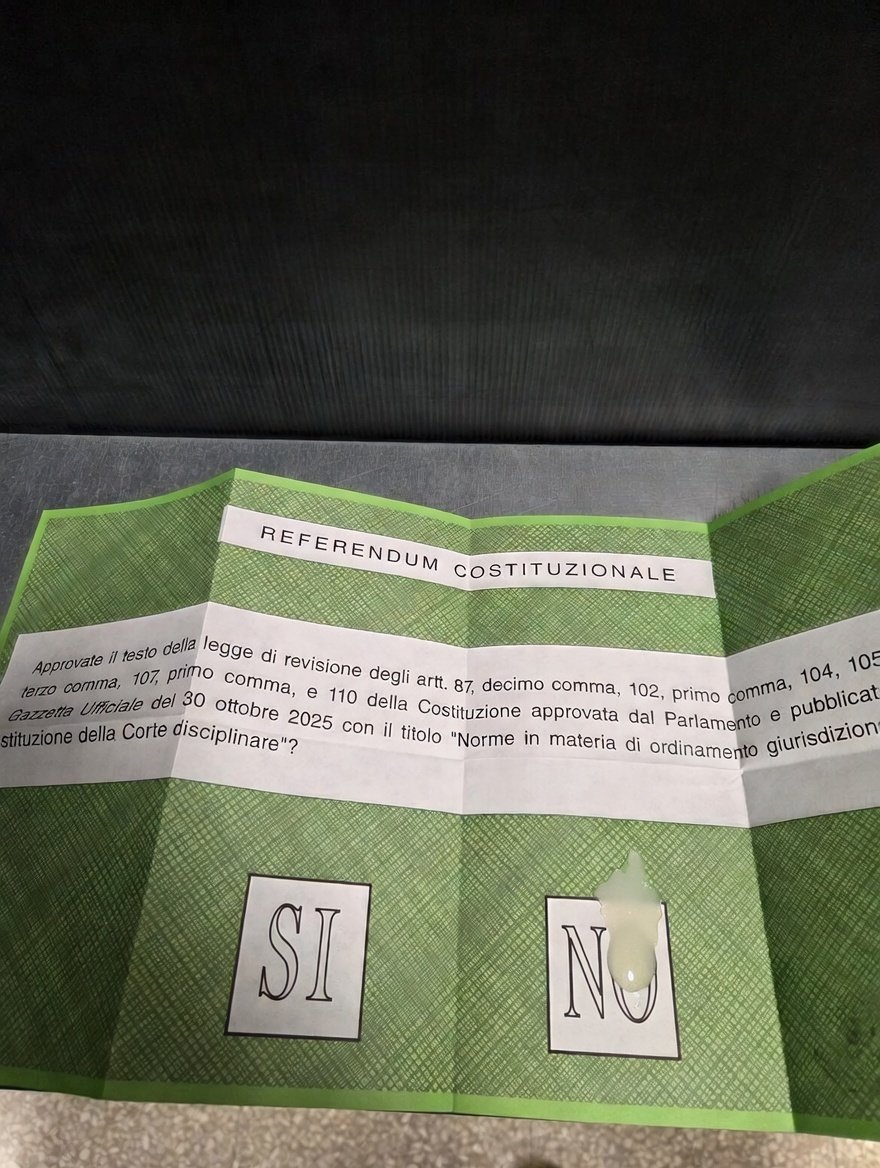 REFERENDUM COSTITUZIONALE
Approvate il testo della legge di revisione degli artt. 87, decimo comma, 102, primo comma, 104, 105
terzo comma, 107, primo comma, e 110 della Costituzione approvata dal Parlamento e pubblicat
Gazzetta Ufficiale del 30 ottobre 2025 con il titolo "Norme in materia di ordinamento giurisdizion
stituzione della Corte disciplinare"?
SI NO